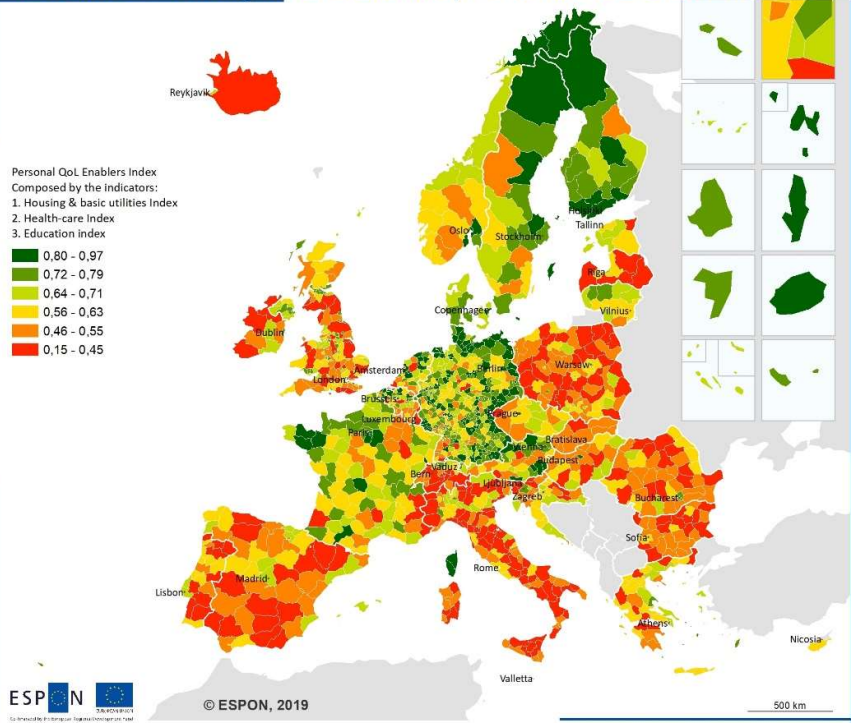 Reykjavik
Personal QoL Enablers Index
Composed by the indicators:
1. Housing & basic utilities Index
2. Health-care Index
3. Education index
0,80 - 0,97
0,72 - 0,79
0,64 - 0,71
0,56 - 0,63
0,46 - 0,55
0,15 - 0,45
Oslo
Stockholm
Tallinn
Riga
Copenhagen
Vilnius
Dublin
London
Amsterdam
Berlin
Warsaw
Brussels
Luxembourg
Prague
Paris
Bratislava
Vienna
Budapest
Vaduz
Bern
Ljubljana
Zagreb
Bucharest
Sofia
Rome
Madrid
Lisbon
Athens
Nicosia
Valletta
ESPON
© ESPON, 2019
500 km